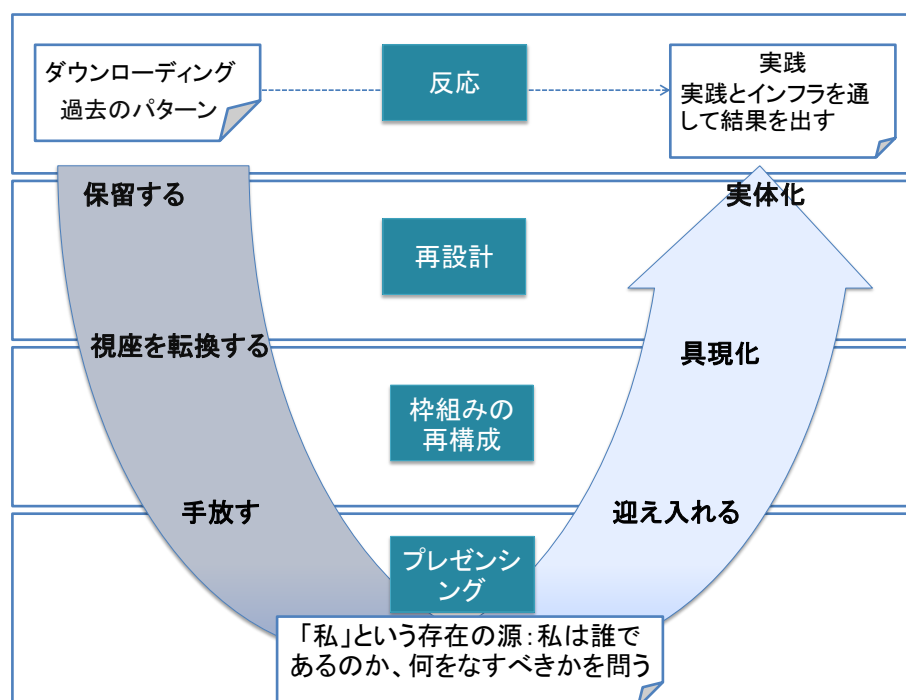 ダウンローディング
過去のパターン
反応
実践
実践とインフラを通
して結果を出す
保留する
実体化
再設計
視座を転換する
具現化
枠組みの
再構成
手放す
迎え入れる
プレゼンシ
ング
「私」という存在の源：私は誰で
あるのか、何をなすべきかを問う